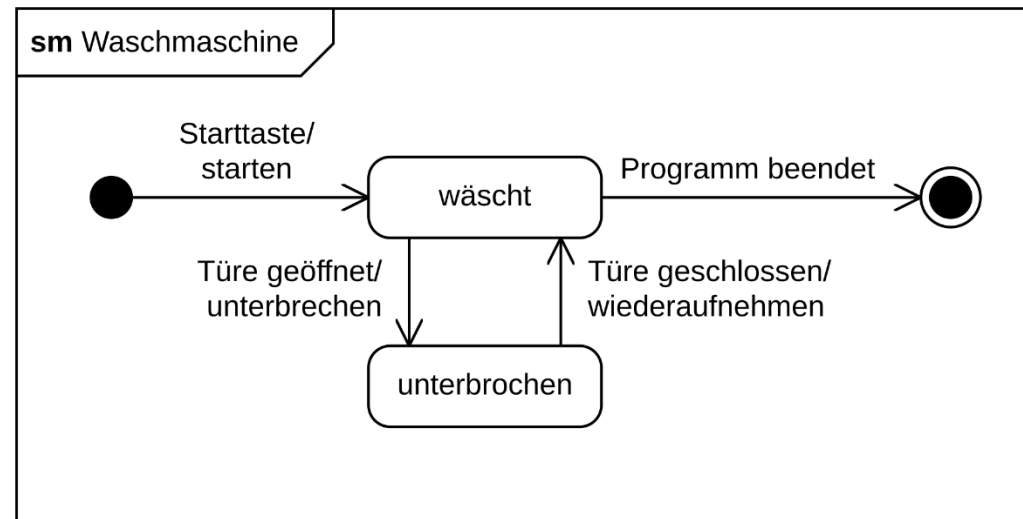 sm Waschmaschine
Starttaste/
starten
wäscht
Programm beendet
Türe geöffnet/
unterbrechen
Türe geschlossen/
wiederaufnehmen
unterbrochen